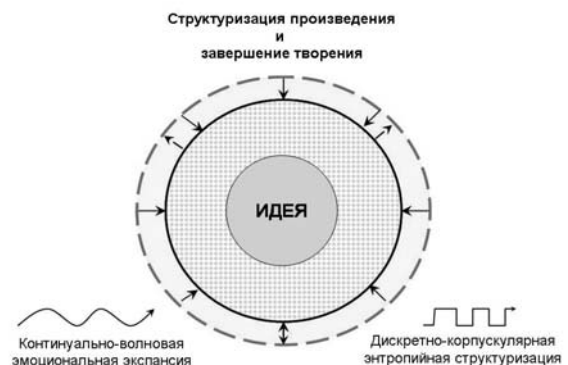 Структуризация произведения
и
завершение творения
ИДЕЯ
Континуально-волновая
эмоциональная экспансия
Дискретно-корпускулярная
энтропийная структуризация